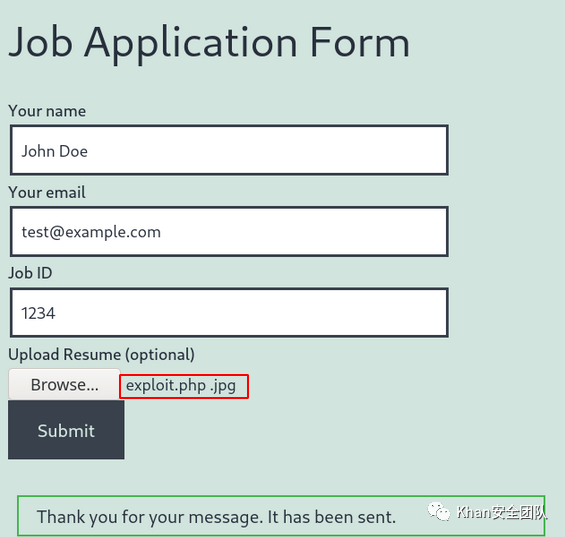 Job Application Form
Your name
John Doe
Your email
test@example.com
Job ID
1234
Upload Resume (optional)
Browse... exploit.php .jpg
Submit
Thank you for your message. It has been sent.
Khan安全团队